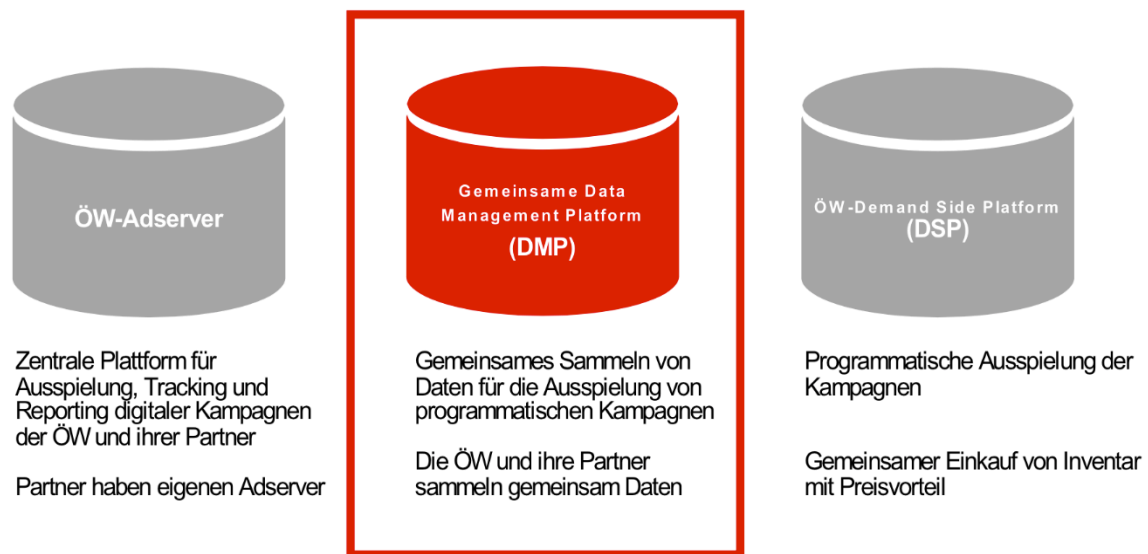 ÖW-Adserver
Zentrale Plattform für
Ausspielung, Tracking und
Reporting digitaler Kampagnen
der ÖW und ihrer Partner
Partner haben eigenen Adserver
Gemeinsame Data
Management Platform
(DMP)
Gemeinsames Sammeln von
Daten für die Ausspielung von
programmatischen Kampagnen
Die ÖW und ihre Partner
sammeln gemeinsam Daten
ÖW-Demand Side Platform
(DSP)
Programmatische Ausspielung der
Kampagnen
Gemeinsamer Einkauf von Inventar
mit Preisvorteil